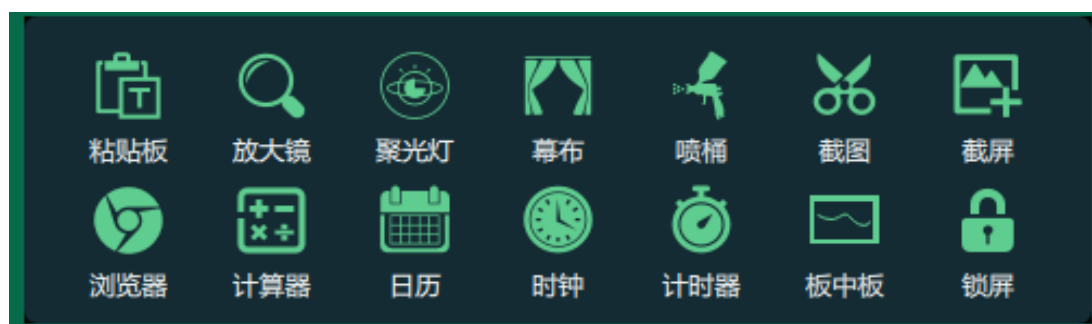 粘贴板 放大镜 聚光灯 幕布 喷桶 截图 截屏
浏览器 计算器 日历 时钟 计时器 板中板 锁屏